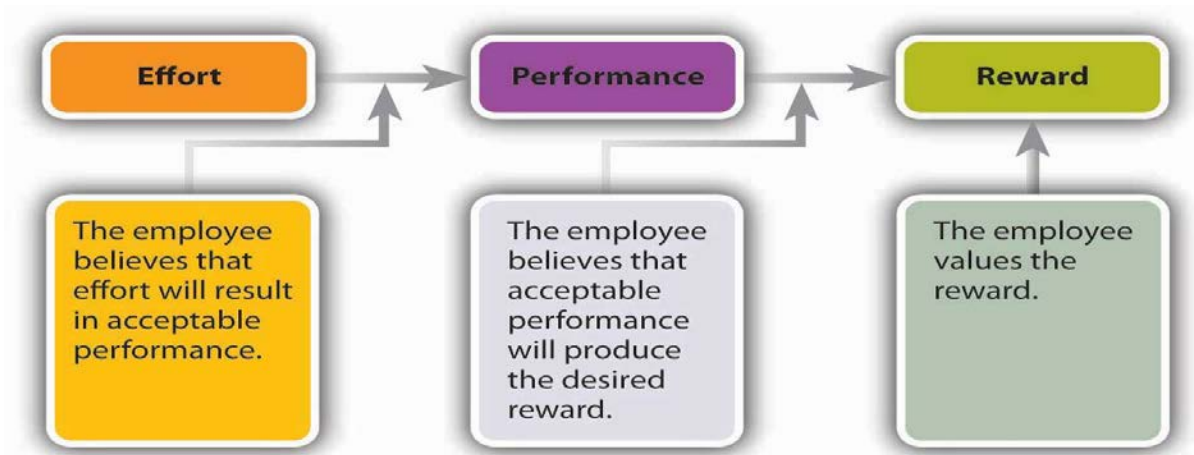 Effort
Performance
Reward
The employee
believes that
effort will result
in acceptable
performance.
The employee
believes that
acceptable
performance
will produce
the desired
reward.
The employee
values the
reward.